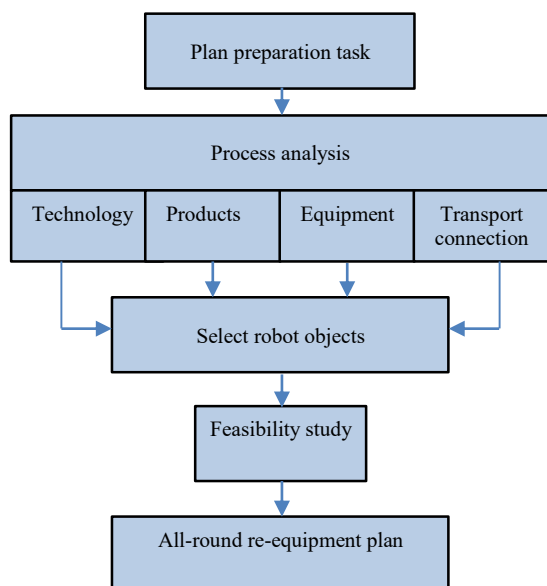 Plan preparation task
Process analysis
Technology
Products
Equipment
Transport
connection
Select robot objects
Feasibility study
All-round re-equipment plan